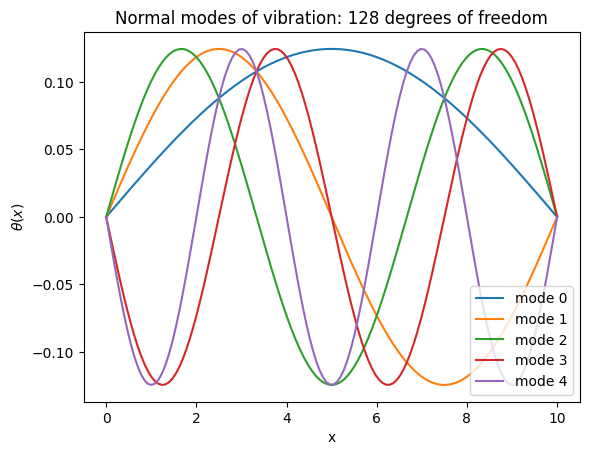 Normal modes of vibration: 128 degrees of freedom
0.10
0.05
0.00
−0.05
−0.10
θ(x)
mode 0
mode 1
mode 2
mode 3
mode 4
0 2 4 6 8 10
x